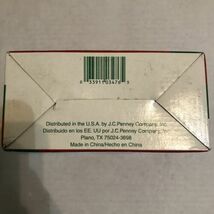 Distributed in the U.S.A. by J.C. Penney Company, Inc.
Distribuido en los EE. UU por J.C. Penney Company, Inc.
Plano, TX 75024-3698
Made in China/Hecho en China